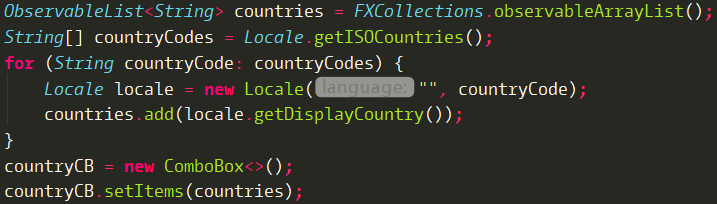 ObservableList<String> countries = FXCollections.observableArrayList();
String[] countryCodes = Locale.getISOCountries();
for (String countryCode: countryCodes) {
    Locale locale = new Locale( language: "", countryCode);
    countries.add(locale.getDisplayCountry());
}
countryCB = new ComboBox<>();
countryCB.setItems(countries);